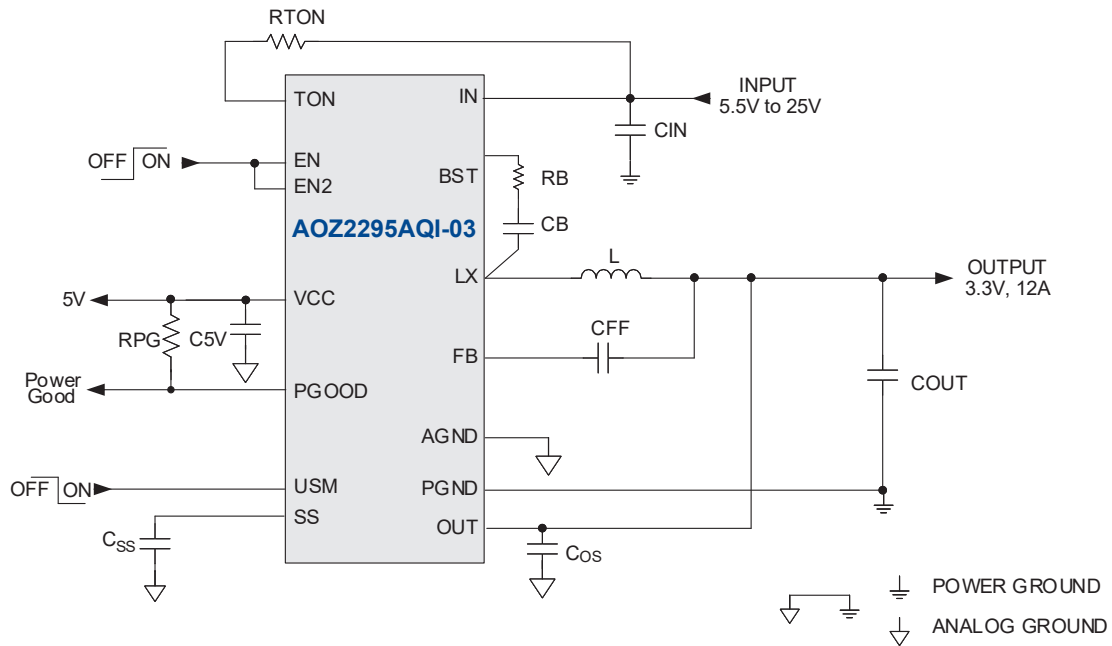 RTON
TON
IN
INPUT
5.5V to 25V
CIN
OFF ON
EN
EN2
BST
RB
CB
AOZ2295AQI-03
LX
L
OUTPUT
3.3V, 12A
5V
VCC
RPG
C5V
FB
CFF
COUT
Power
Good
PGOOD
AGND
OFF ON
USM
PGND
SS
OUT
CSS
COS
POWER GROUND
ANALOG GROUND